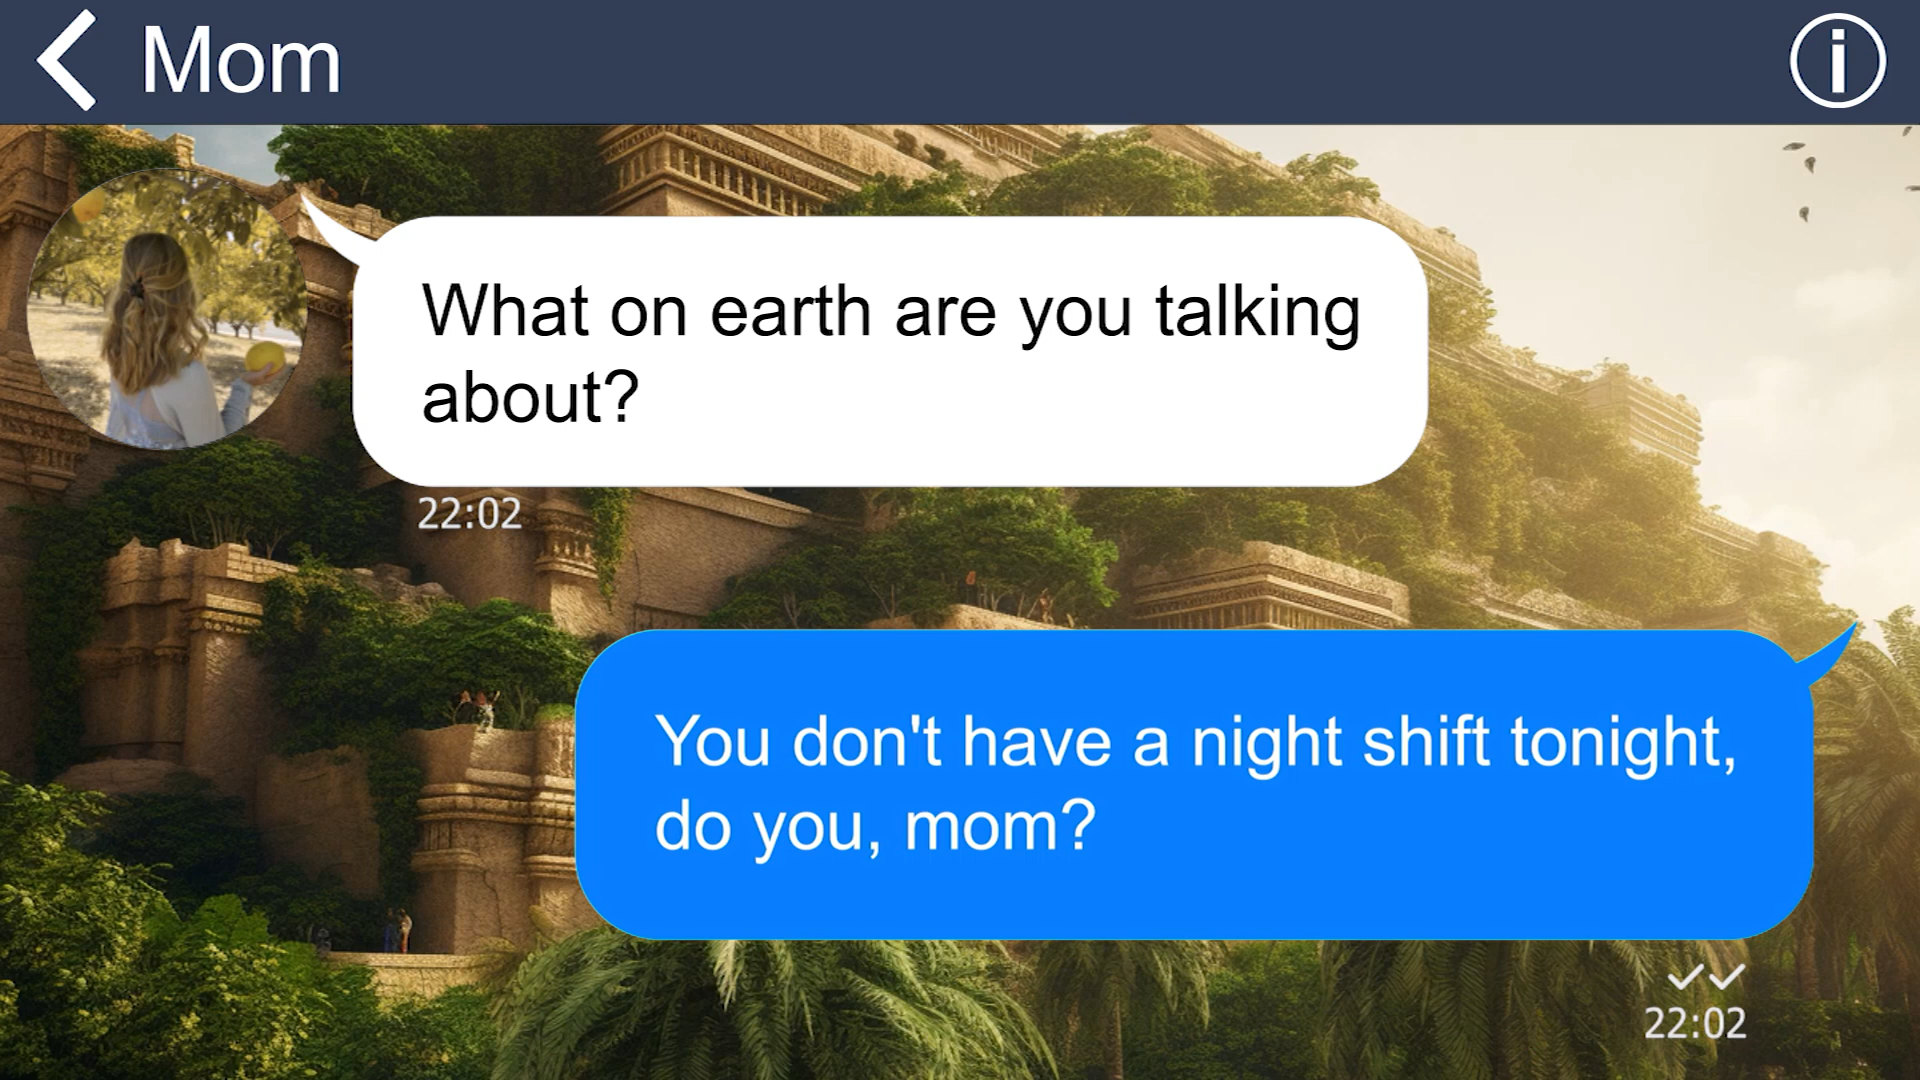 Mom
What on earth are you talking
about?
22:02
You don't have a night shift tonight,
do you, mom?
22:02